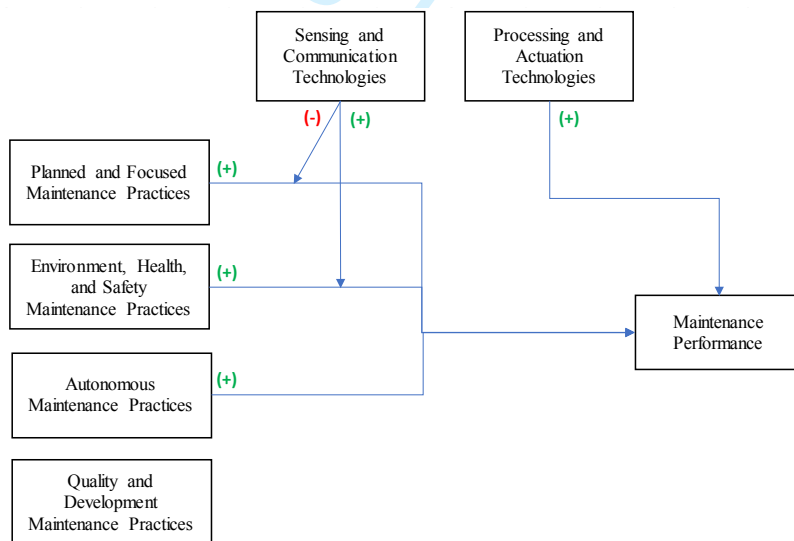 Sensing and
Communication
Technologies
Processing and
Actuation
Technologies
(-)
(+)
(+)
Planned and Focused
Maintenance Practices
(+)
Environment, Health,
and Safety
Maintenance Practices
(+)
Maintenance
Performance
Autonomous
Maintenance Practices
(+)
Quality and
Development
Maintenance Practices